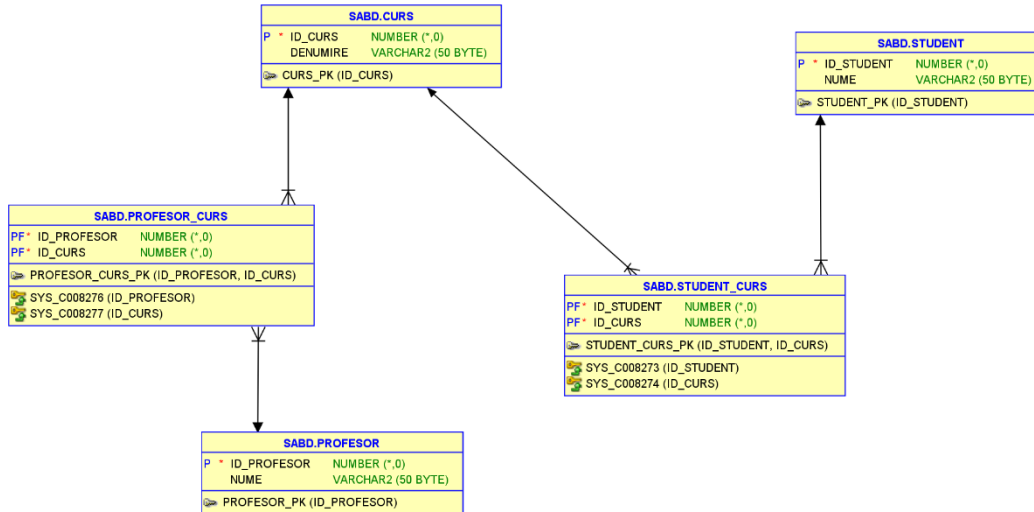 SABD.CURS
P * ID_CURS NUMBER (*,0)
DENUMIRE VARCHAR2 (50 BYTE)
CURS_PK (ID_CURS)
SABD.STUDENT
P * ID_STUDENT NUMBER (*,0)
NUME VARCHAR2 (50 BYTE)
STUDENT_PK (ID_STUDENT)
SABD.PROFESOR_CURS
PF* ID_PROFESOR NUMBER (*,0)
PF* ID_CURS NUMBER (*,0)
PROFESOR_CURS_PK (ID_PROFESOR, ID_CURS)
SYS_C008276 (ID_PROFESOR)
SYS_C008277 (ID_CURS)
SABD.STUDENT_CURS
PF* ID_STUDENT NUMBER (*,0)
PF* ID_CURS NUMBER (*,0)
STUDENT_CURS_PK (ID_STUDENT, ID_CURS)
SYS_C008273 (ID_STUDENT)
SYS_C008274 (ID_CURS)
SABD.PROFESOR
P * ID_PROFESOR NUMBER (*,0)
NUME VARCHAR2 (50 BYTE)
PROFESOR_PK (ID_PROFESOR)